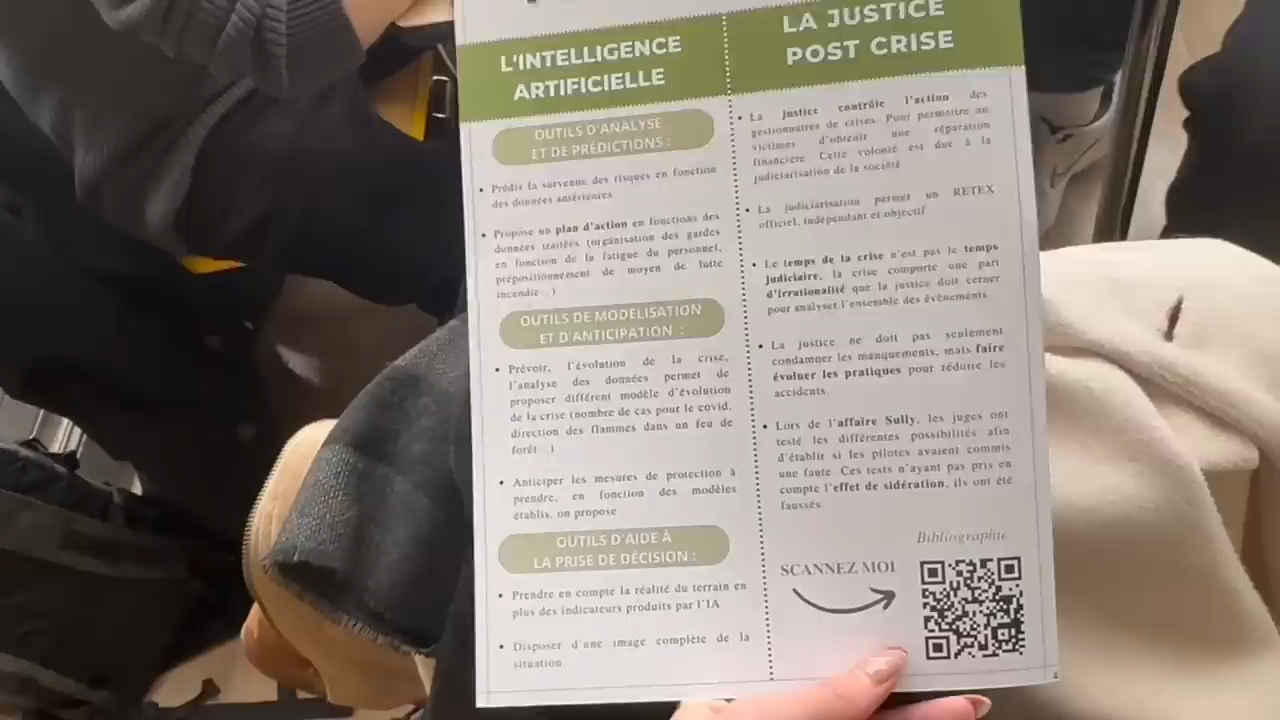 L'INTELLIGENCE
ARTIFICIELLE
OUTILS D'ANALYSE
ET DE PRÉDICTIONS :
• Prédis la survenue des risques en fonction
des données antérieures
• Propose un plan d'action en fonctions des
données traitées (organisation des gardes
en fonction de la fatigue du personnel,
prépositionnement de moyen de lutte
incendie...)
OUTILS DE MODELISATION
ET D'ANTICIPATION :
• Prévoir, l'évolution de la crise,
l'analyse des données permet de
proposer différent modèle d'évolution
de la crise (nombre de cas pour le covid,
direction des flammes dans un feu de
forêt...)
• Anticiper les mesures de protection à
prendre, en fonction des modèles
établis, on propose
OUTILS D'AIDE À
LA PRISE DE DÉCISION :
• Prendre en compte la réalité du terrain en
plus des indicateurs produits par l'IA
• Disposer d'une image complète de la
situation
LA JUSTICE
POST CRISE
• La justice contrôle l'action des
gestionnaires de crises. Pour permettre au
victimes d'obtenir une réparation
financière. Cette volonté est due à la
judiciarisation de la société
• La judiciarisation permet un RETEX
officiel, indépendant et objectif
• Le temps de la crise n'est pas le temps
judiciaire, la crise comporte une part
d'irrationalité que la justice doit cerner
pour analyser l'ensemble des évènements.
• La justice ne doit pas seulement
condamner les manquements, mais faire
évoluer les pratiques pour réduire les
accidents.
• Lors de l'affaire Sully, les juges ont
testé les différentes possibilités afin
d'établir si les pilotes avaient commis
une faute. Ces tests n'ayant pas pris en
compte l'effet de sidération, ils ont été
faussés.
Bibliographie
SCANNEZ MOI